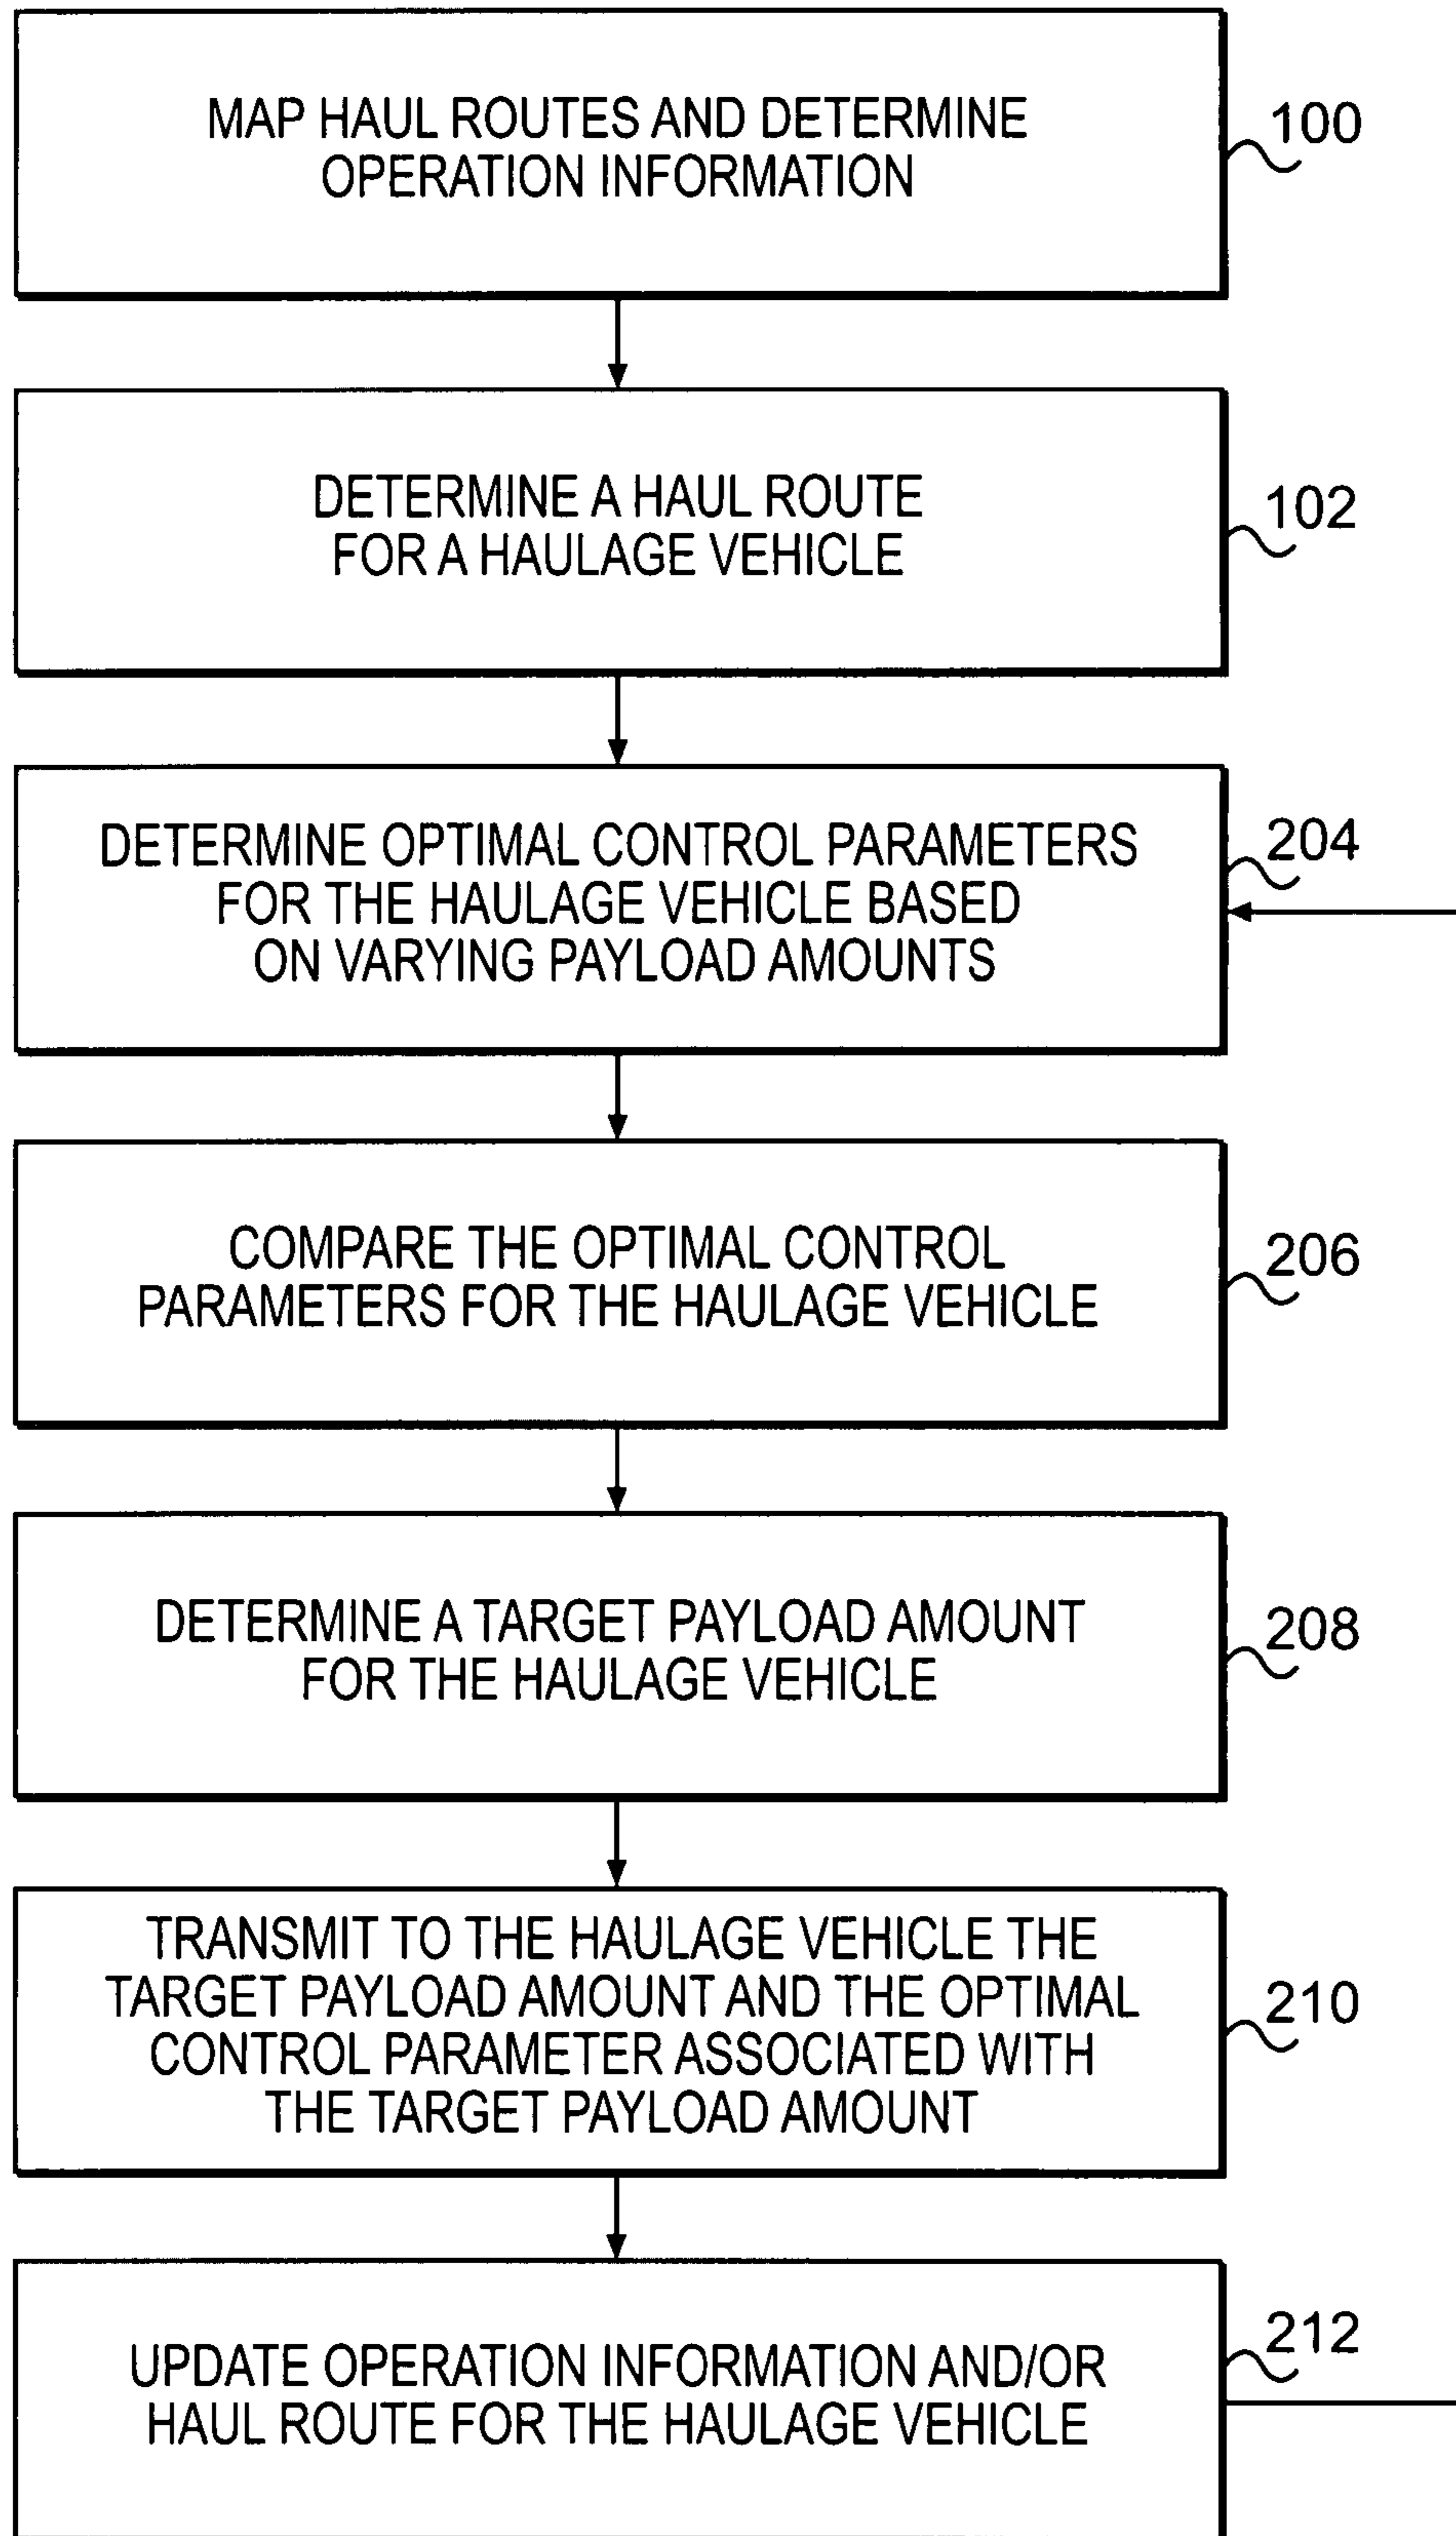 MAP HAUL ROUTES AND DETERMINE
OPERATION INFORMATION
100
DETERMINE A HAUL ROUTE
FOR A HAULAGE VEHICLE
102
DETERMINE OPTIMAL CONTROL PARAMETERS
FOR THE HAULAGE VEHICLE BASED
ON VARYING PAYLOAD AMOUNTS
204
COMPARE THE OPTIMAL CONTROL
PARAMETERS FOR THE HAULAGE VEHICLE
206
DETERMINE A TARGET PAYLOAD AMOUNT
FOR THE HAULAGE VEHICLE
208
TRANSMIT TO THE HAULAGE VEHICLE THE
TARGET PAYLOAD AMOUNT AND THE OPTIMAL
CONTROL PARAMETER ASSOCIATED WITH
THE TARGET PAYLOAD AMOUNT
210
UPDATE OPERATION INFORMATION AND/OR
HAUL ROUTE FOR THE HAULAGE VEHICLE
212